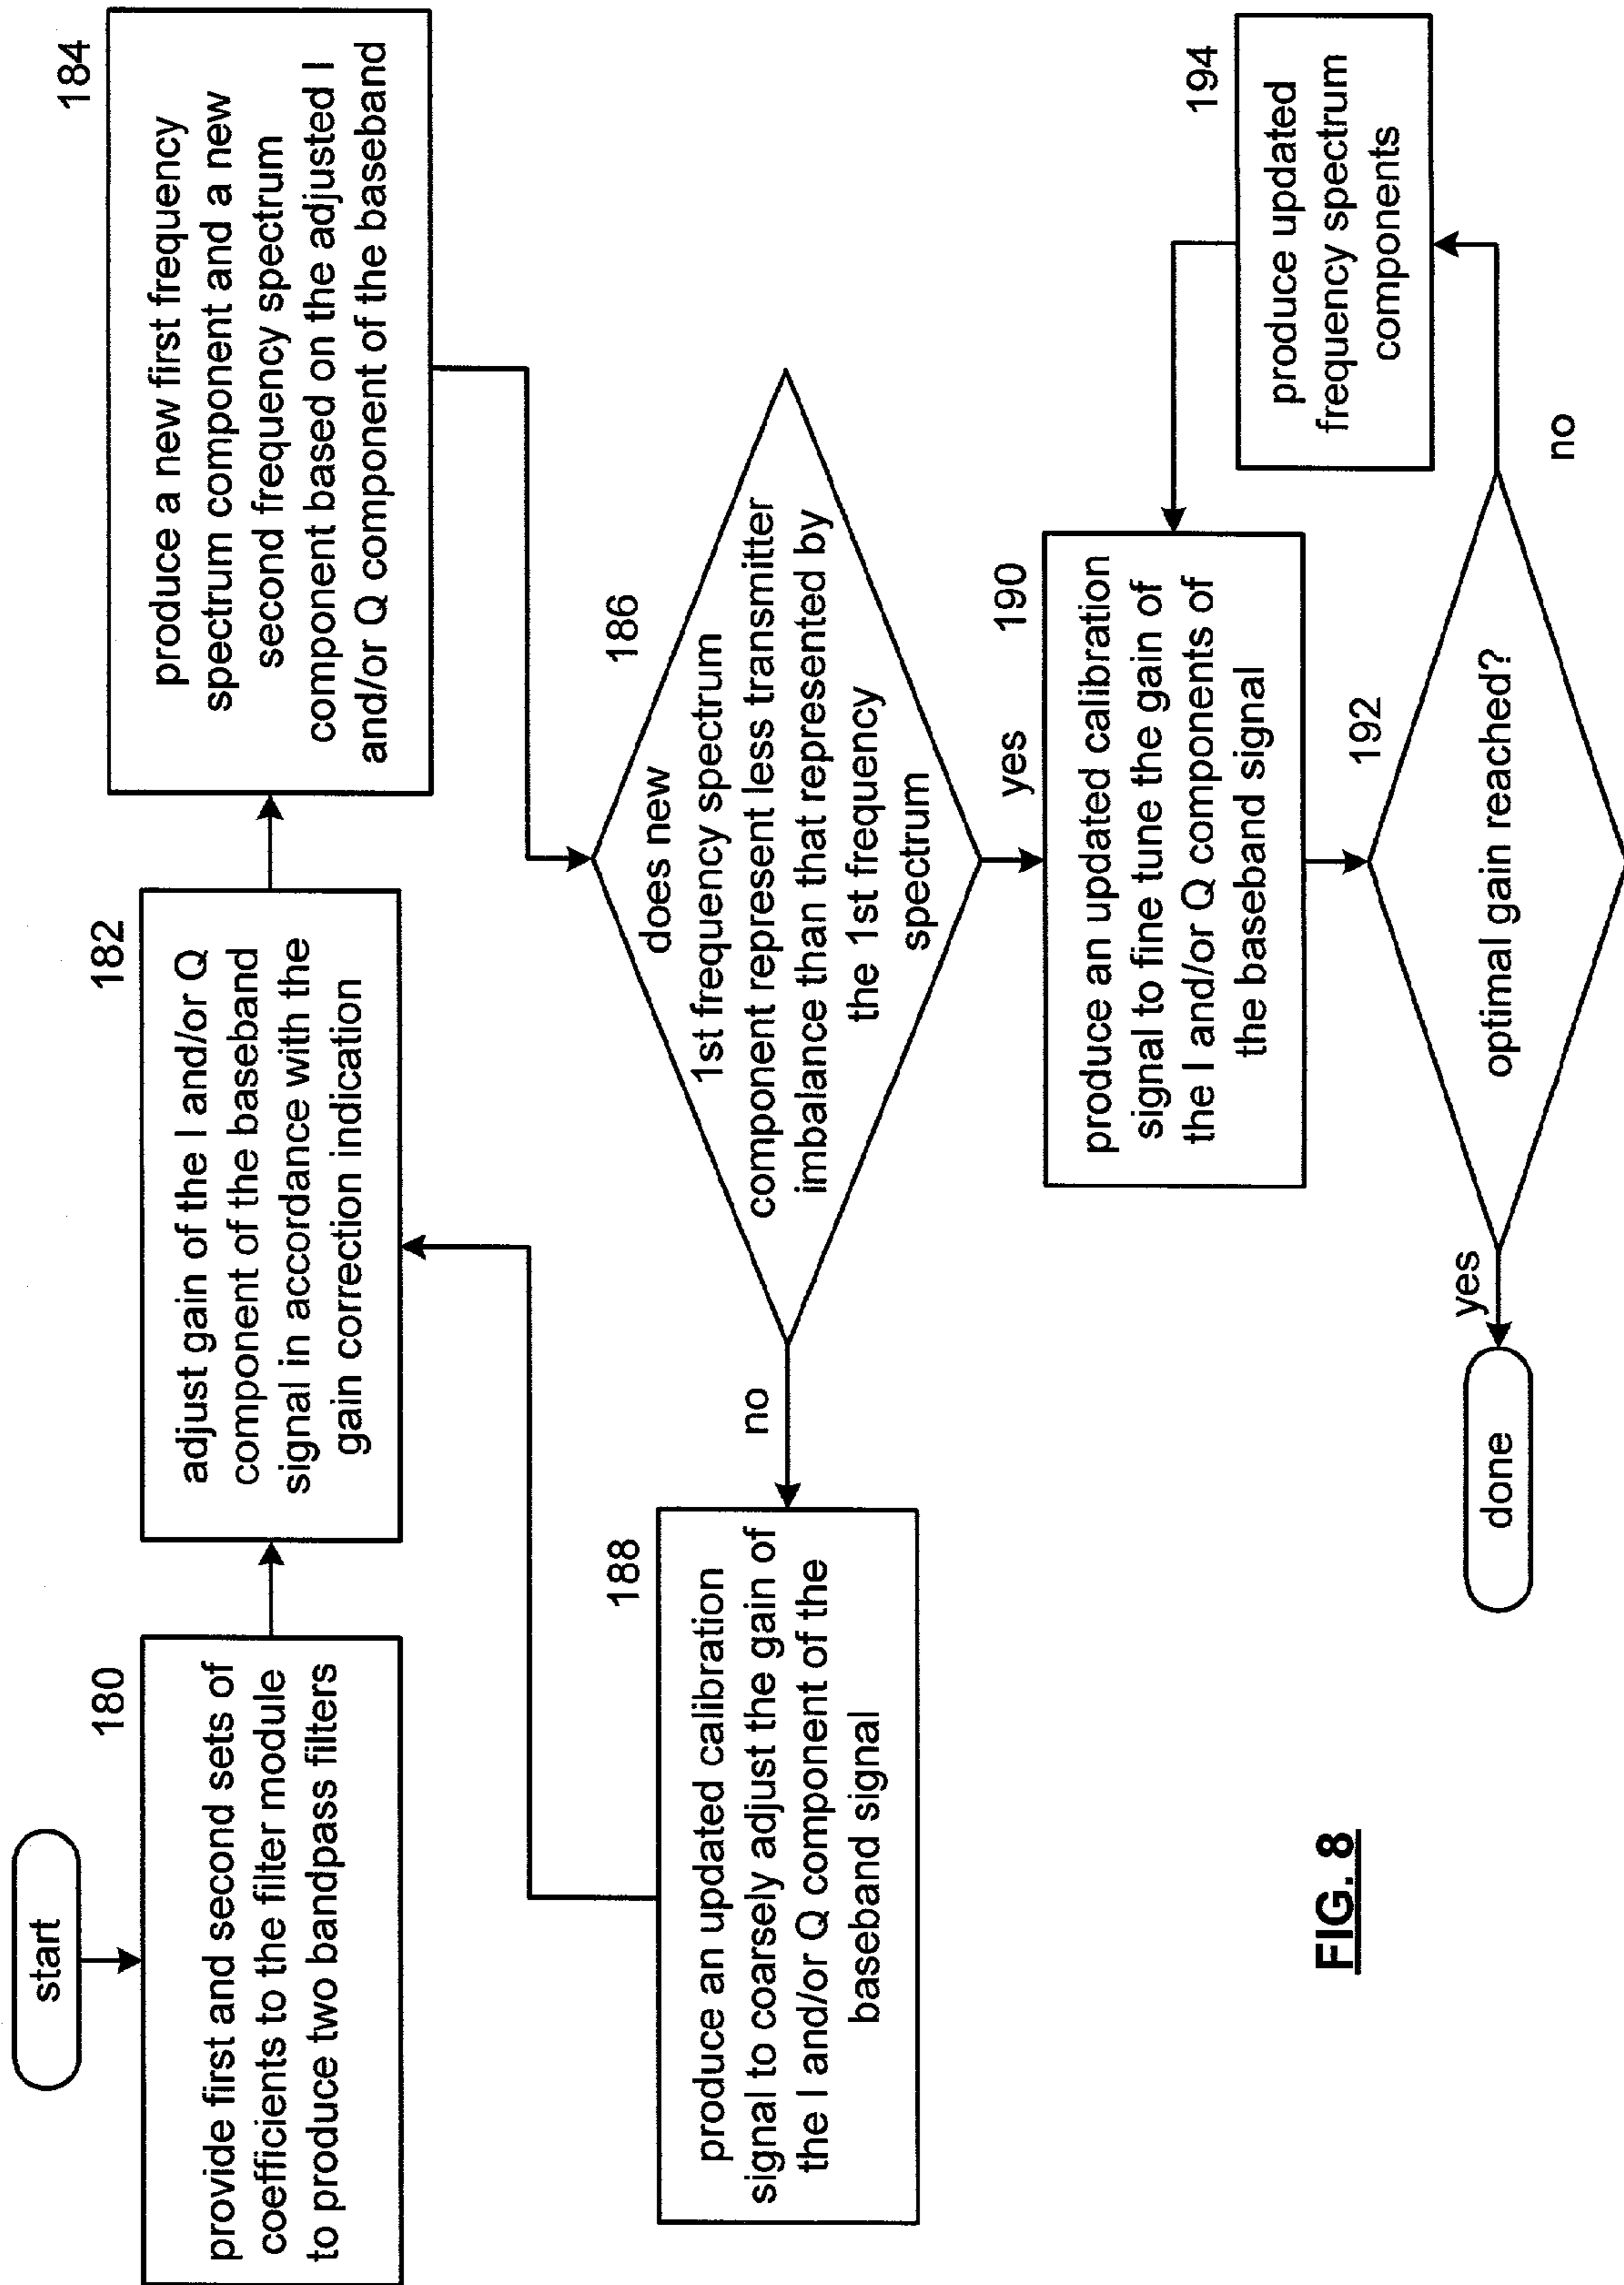 start
180
provide first and second sets of
coefficients to the filter module
to produce two bandpass filters
182
adjust gain of the I and/or Q
component of the baseband
signal in accordance with the
gain correction indication
184
produce a new first frequency
spectrum component and a new
second frequency spectrum
component based on the adjusted I
and/or Q component of the baseband
186
does new
1st frequency spectrum
component represent less transmitter
imbalance than that represented by
the 1st frequency
spectrum
no
yes
188
produce an updated calibration
signal to coarsely adjust the gain of
the I and/or Q component of the
baseband signal
190
produce an updated calibration
signal to fine tune the gain of
the I and/or Q components of
the baseband signal
192
optimal gain reached?
yes
no
194
produce updated
frequency spectrum
components
done
FIG. 8